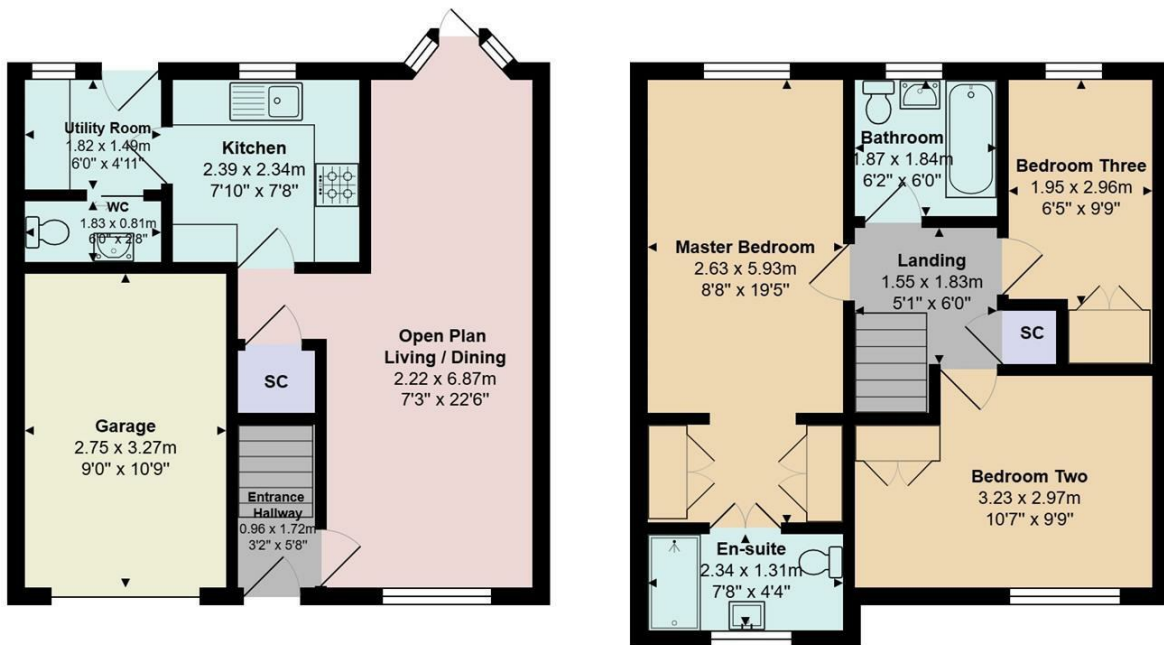 Utility Room
1.82 x 1.49m
6'0" x 4'11"
Kitchen
2.39 x 2.34m
7'10" x 7'8"
WC
1.83 x 0.81m
6'0" x 2'8"
Open Plan
Living / Dining
2.22 x 6.87m
7'3" x 22'6"
SC
Garage
2.75 x 3.27m
9'0" x 10'9"
Entrance
Hallway
0.96 x 1.72m
3'2" x 5'8"
Bathroom
1.87 x 1.84m
6'2" x 6'0"
Bedroom Three
1.95 x 2.96m
6'5" x 9'9"
Master Bedroom
2.63 x 5.93m
8'8" x 19'5"
Landing
1.55 x 1.83m
5'1" x 6'0"
SC
Bedroom Two
3.23 x 2.97m
10'7" x 9'9"
En-suite
2.34 x 1.31m
7'8" x 4'4"